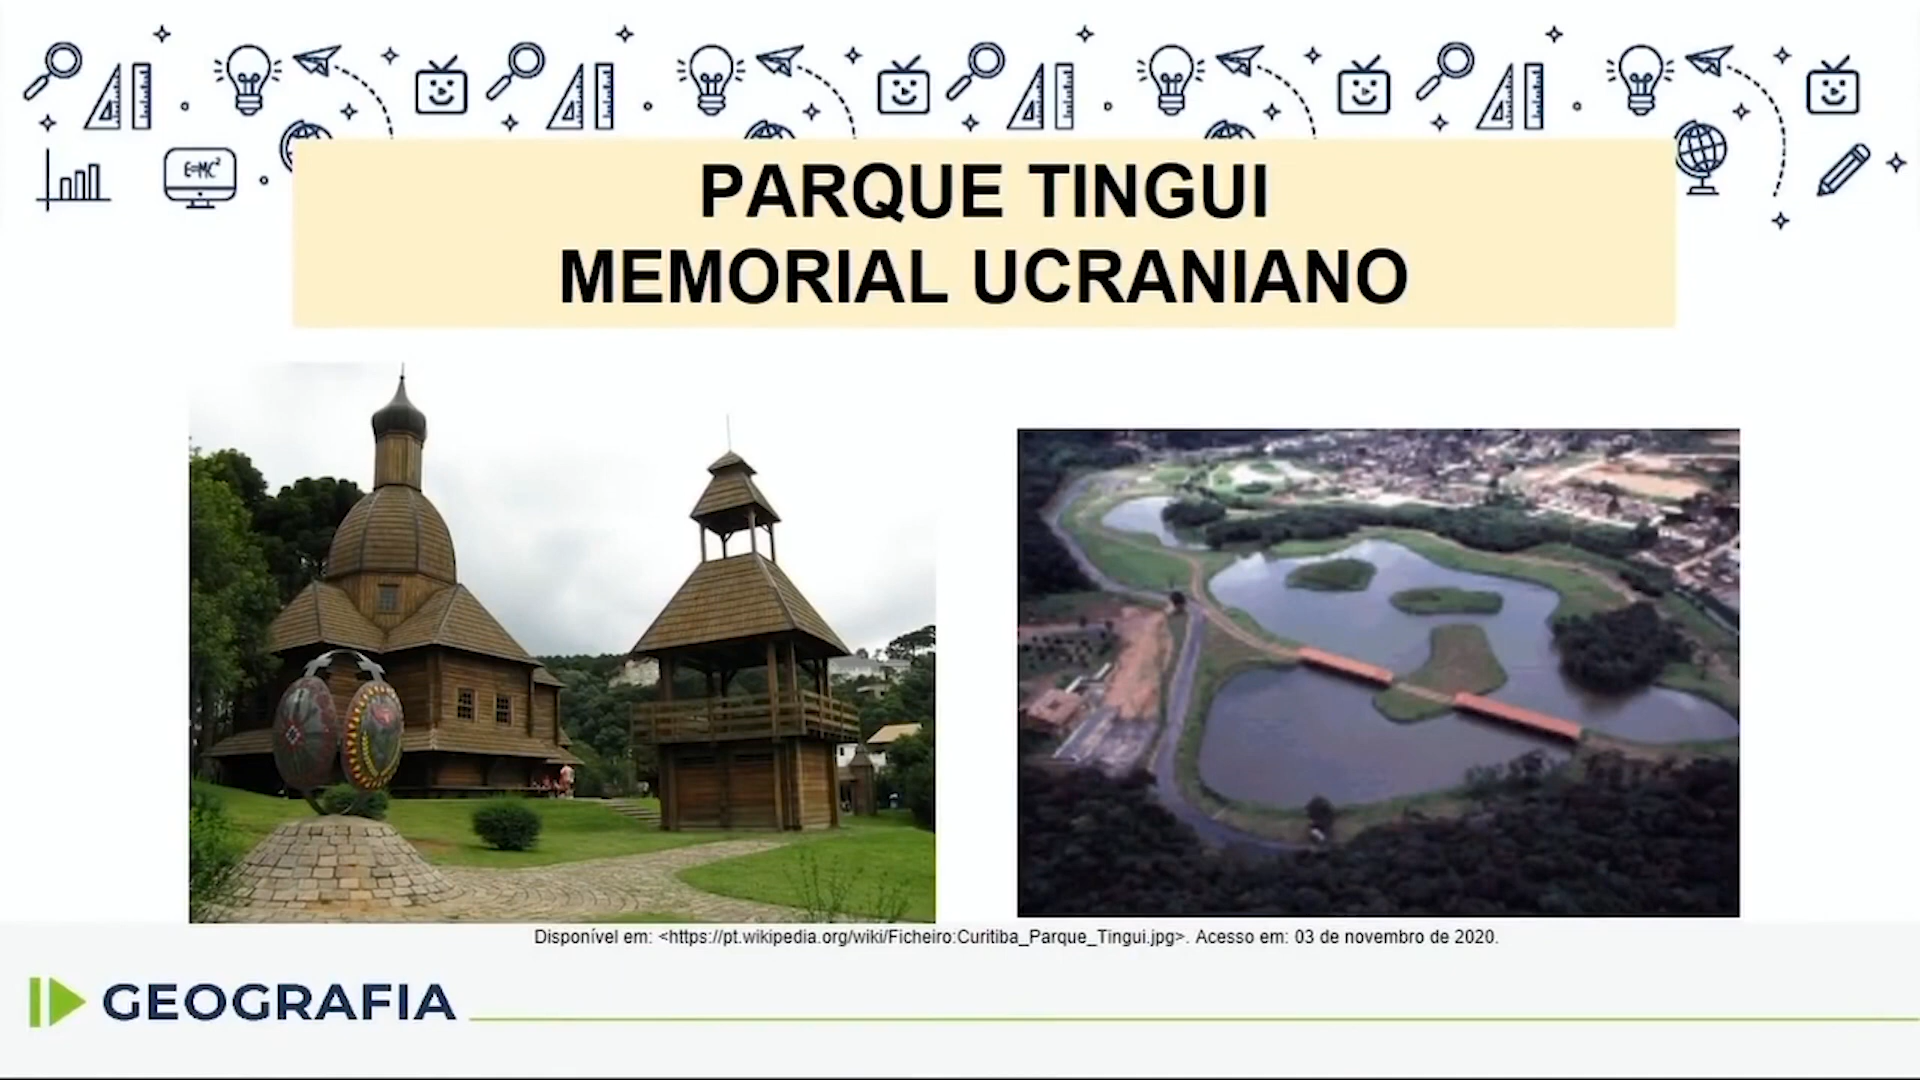 E=MC²
PARQUE TINGUI
MEMORIAL UCRANIANO
Disponível em: <https://pt.wikipedia.org/wiki/Ficheiro:Curitiba_Parque_Tingui.jpg>. Acesso em: 03 de novembro de 2020.
GEOGRAFIA